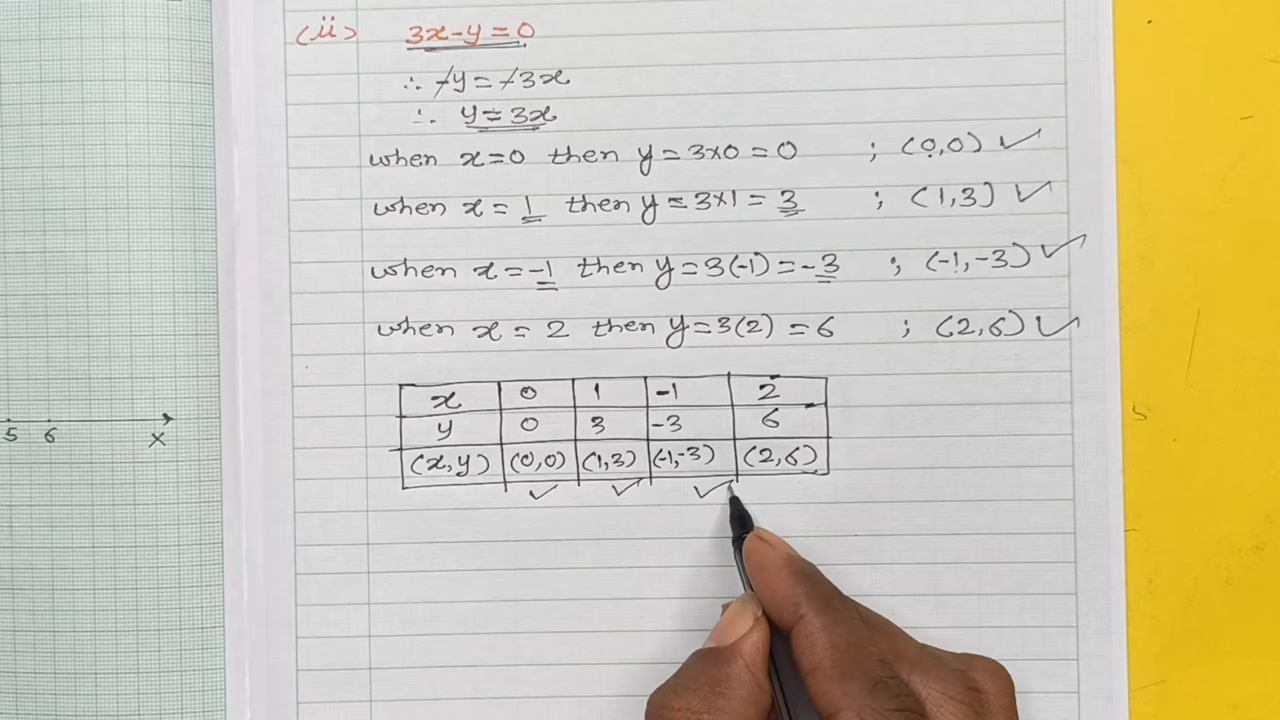 (ii) 3x-y=0
∴ -y = -3x
∴ y = 3x
when x=0 then y=3×0=0 ; (0,0) ✓
when x=1 then y=3×1=3 ; (1,3) ✓
when x=-1 then y=3(-1)=-3 ; (-1,-3) ✓
when x=2 then y=3(2)=6 ; (2,6) ✓
x 0 1 -1 2
y 0 3 -3 6
(x,y) (0,0) (1,3) (-1,-3) (2,6)
✓ ✓ ✓
5 6 X